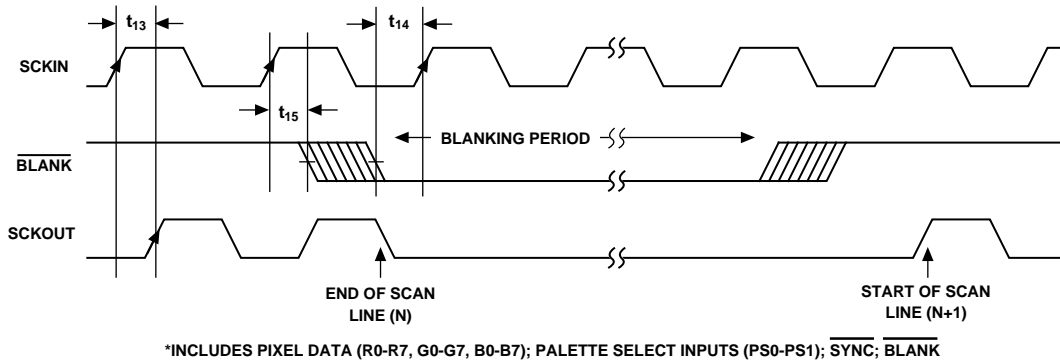 t13
t14
SCKIN
t15
BLANKING PERIOD
BLANK
SCKOUT
END OF SCAN
LINE (N)
START OF SCAN
LINE (N+1)
*INCLUDES PIXEL DATA (R0-R7, G0-G7, B0-B7); PALETTE SELECT INPUTS (PS0-PS1); SYNC; BLANK